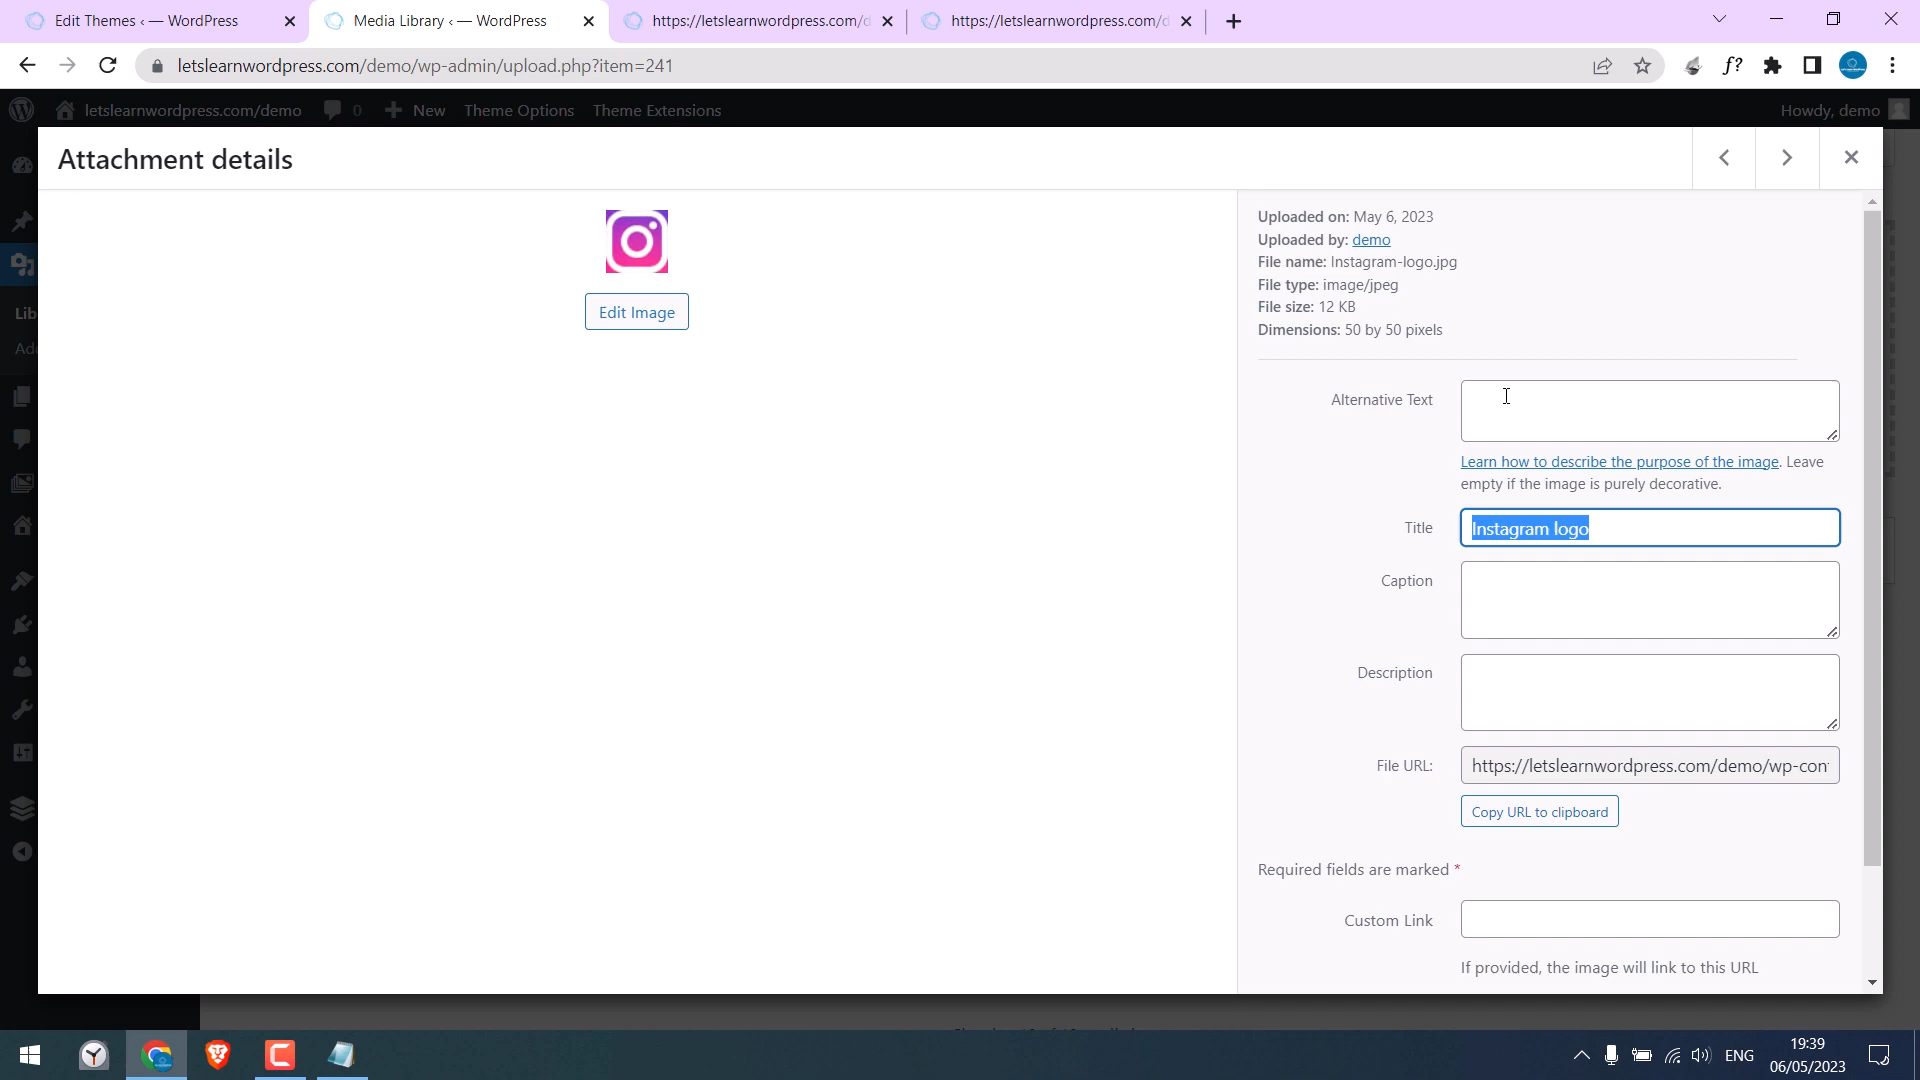 Edit Themes ‹ — WordPress
Media Library ‹ — WordPress
https://letslearnwordpress.com/d
https://letslearnwordpress.com/d
letslearnwordpress.com/demo/wp-admin/upload.php?item=241
f?
letslearnwordpress.com/demo 0 New Theme Options Theme Extensions Howdy, demo
Attachment details
Uploaded on: May 6, 2023
Uploaded by: demo
File name: Instagram-logo.jpg
File type: image/jpeg
File size: 12 KB
Dimensions: 50 by 50 pixels
Edit Image
Lib
Add
Alternative Text
Learn how to describe the purpose of the image. Leave
empty if the image is purely decorative.
Title Instagram logo
Caption
Description
File URL: https://letslearnwordpress.com/demo/wp-con
Copy URL to clipboard
Required fields are marked *
Custom Link
If provided, the image will link to this URL
ENG
19:39
06/05/2023